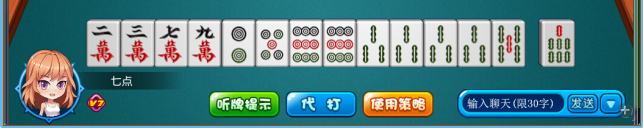 二 三 七 九
萬 萬 萬 萬
七点
V7
听牌提示 代 打 使用策略 输入聊天(限30字) 发送